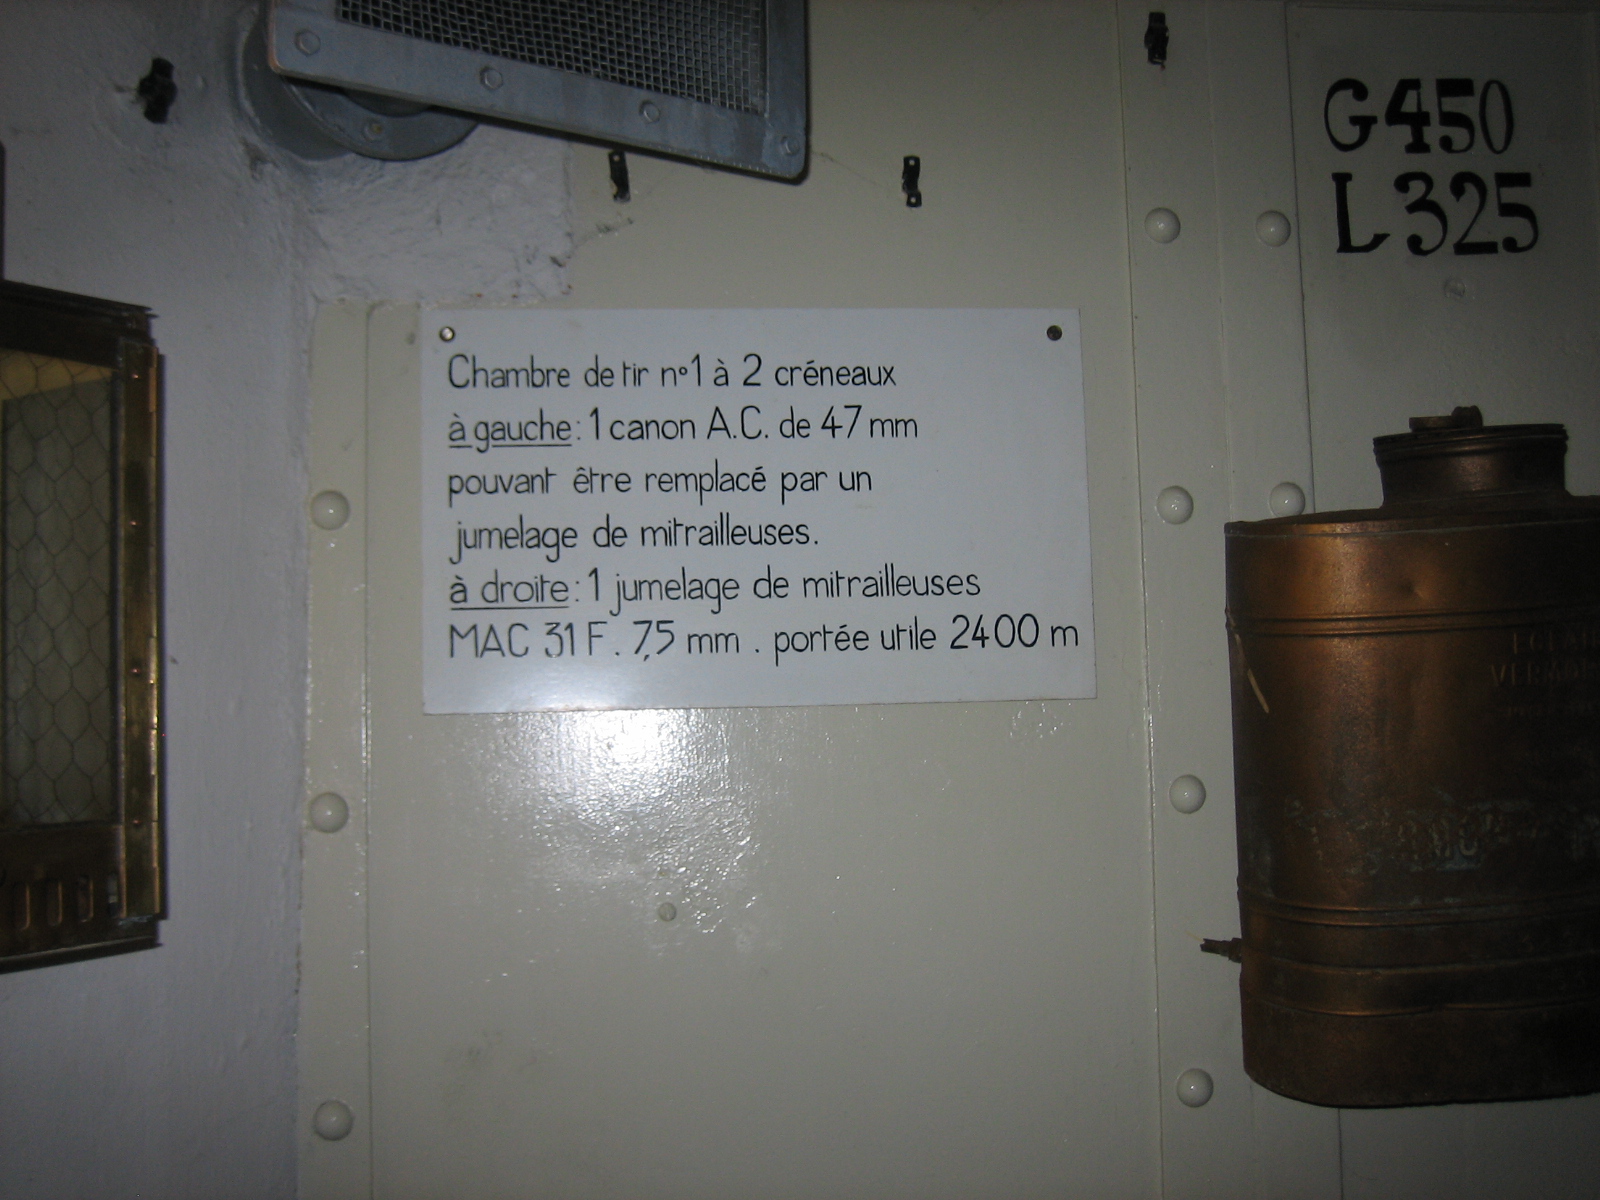 G450
L325
Chambre de tir n°1 à 2 créneaux
à gauche: 1 canon A.C. de 47 mm
pouvant être remplacé par un
jumelage de mitrailleuses.
à droite: 1 jumelage de mitrailleuses
MAC 31 F. 7,5 mm. portée utile 2400 m